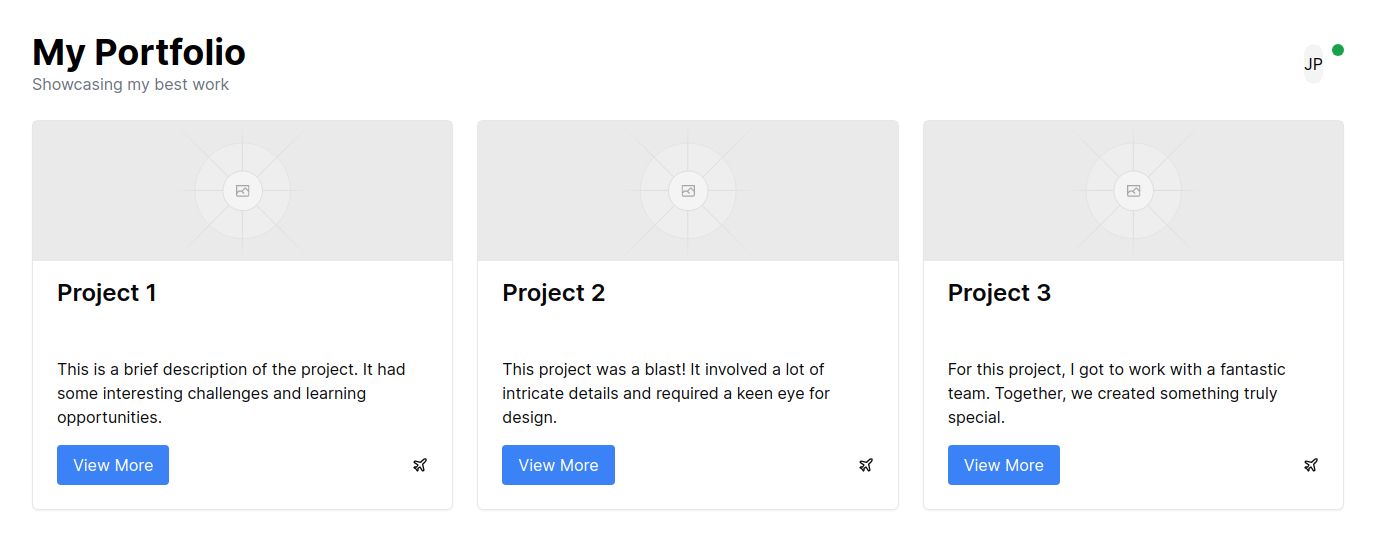 My Portfolio
Showcasing my best work
JP
Project 1
This is a brief description of the project. It had
some interesting challenges and learning
opportunities.
View More
Project 2
This project was a blast! It involved a lot of
intricate details and required a keen eye for
design.
View More
Project 3
For this project, I got to work with a fantastic
team. Together, we created something truly
special.
View More